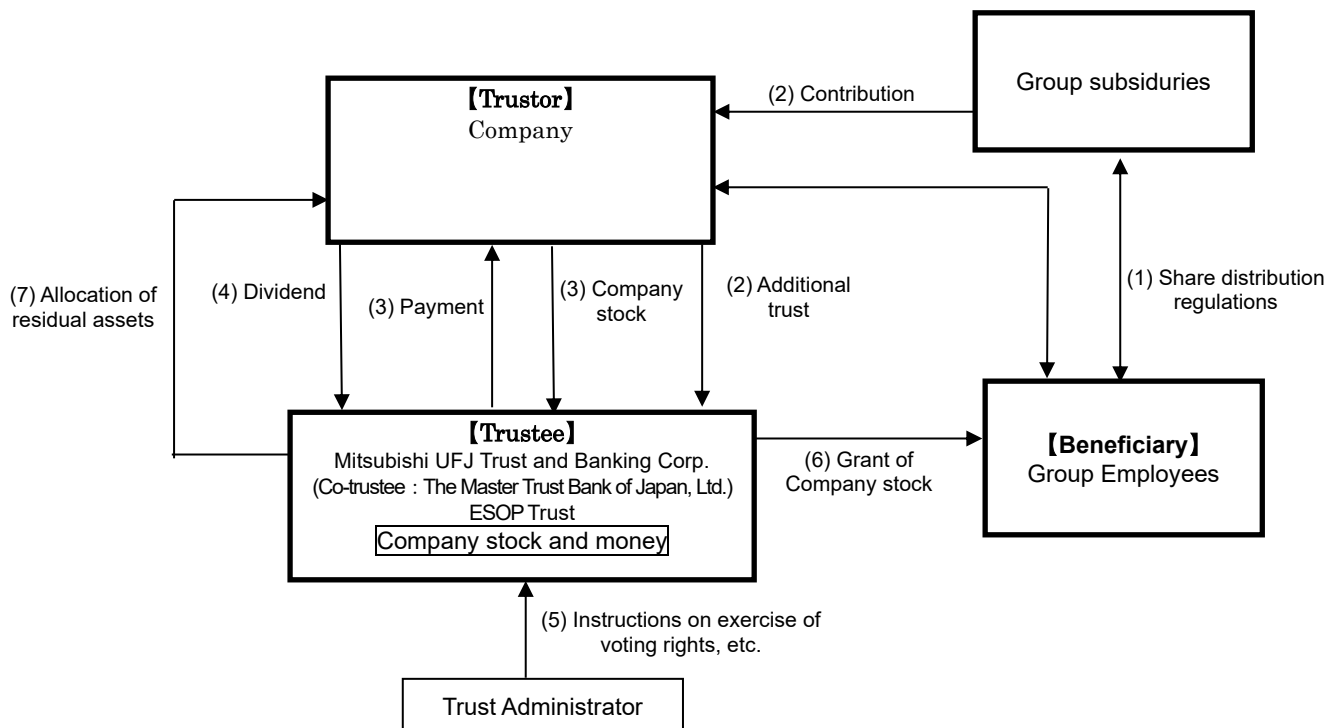 【Trustor】
Company
(2) Contribution
Group subsiduries
(7) Allocation of
residual assets
(4) Dividend
(3) Payment
(3) Company
stock
(2) Additional
trust
(1) Share distribution
regulations
【Trustee】
Mitsubishi UFJ Trust and Banking Corp.
(Co-trustee：The Master Trust Bank of Japan, Ltd.)
ESOP Trust
Company stock and money
(6) Grant of
Company stock
【Beneficiary】
Group Employees
(5) Instructions on exercise of
voting rights, etc.
Trust Administrator